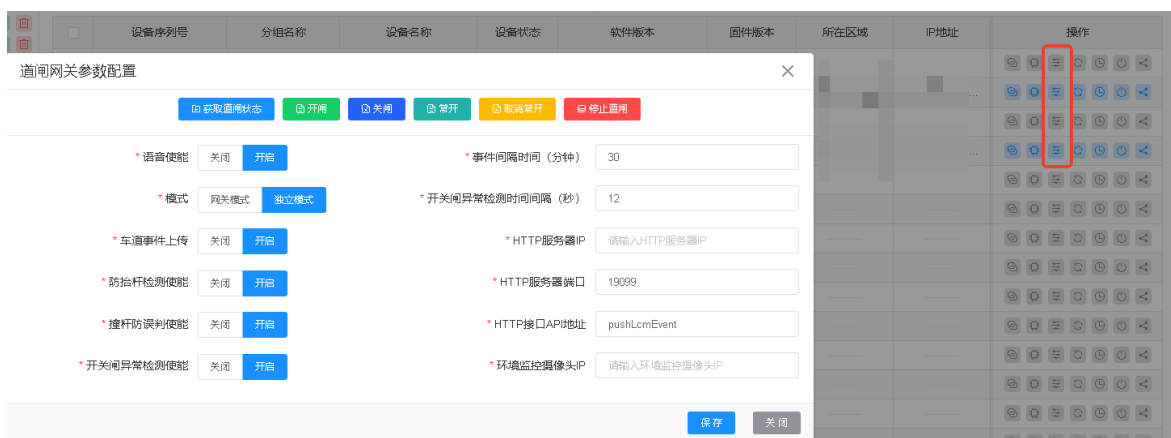 设备序列号 分组名称 设备名称 设备状态 软件版本 固件版本 所在区域 IP地址 操作
道闸网关参数配置
获取道闸状态 开闸 关闸 常开 取消常开 停止道闸
* 语音使能 关闭 开启 * 事件间隔时间（分钟） 30
* 模式 网关模式 独立模式 * 开关闸异常检测时间间隔（秒） 12
* 车道事件上传 关闭 开启 * HTTP服务器IP 请输入HTTP服务器IP
* 防抬杆检测使能 关闭 开启 * HTTP服务器端口 19099
* 撞杆防误判使能 关闭 开启 * HTTP接口API地址 pushLcmEvent
* 开关闸异常检测使能 关闭 开启 * 环境监控摄像头IP 请输入环境监控摄像头IP
保存 关闭